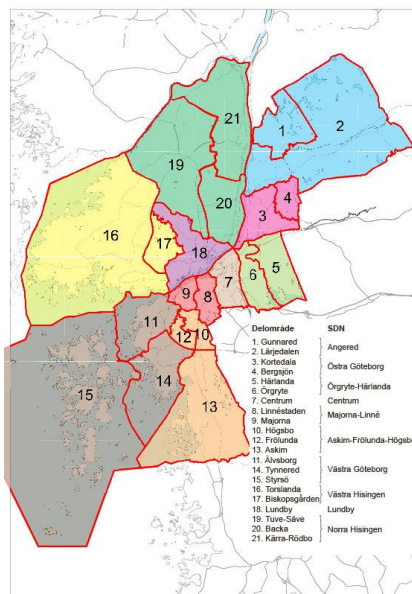 21
1
2
19
20
4
3
16
17
18
5
6
7
9
8
11
12
10
14
15
13
Delområde SDN
1. Gunnared
2. Lärjedalen
Angered
3. Kortedala
4. Bergsjön
Östra Göteborg
5. Härlanda
6. Örgryte
Örgryte-Härlanda
7. Centrum Centrum
8. Linnéstaden
9. Majorna
Majorna-Linné
10. Högsbo
12. Frölunda
13. Askim
Askim-Frölunda-Högsbo
11. Älvsborg
14. Tynnered
15. Styrsö
Västra Göteborg
16. Torslanda
17. Biskopsgården
Västra Hisingen
18. Lundby Lundby
19. Tuve-Säve
20. Backa
21. Kärra-Rödbo
Norra Hisingen